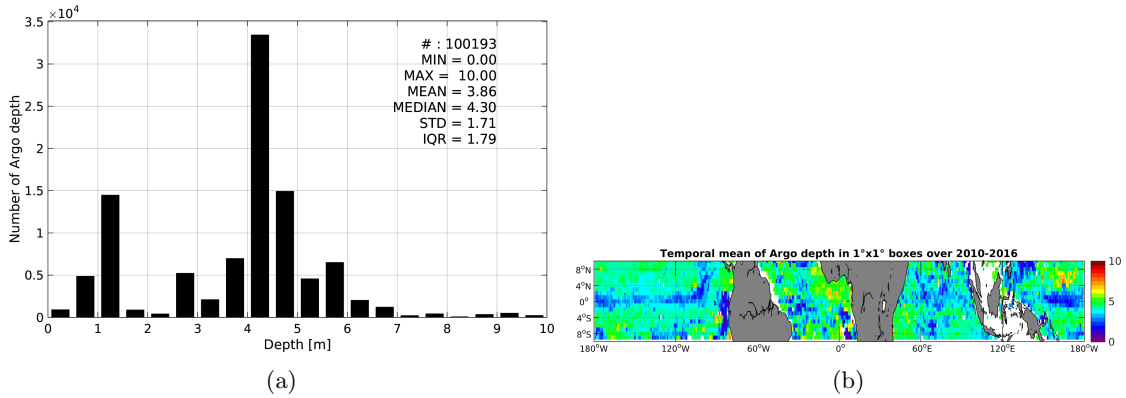 ×10⁴
3.5
3
2.5
2
1.5
1
0.5
0
Number of Argo depth
# : 100193
MIN = 0.00
MAX = 10.00
MEAN = 3.86
MEDIAN = 4.30
STD = 1.71
IQR = 1.79
0 1 2 3 4 5 6 7 8 9 10
Depth [m]
(a)
Temporal mean of Argo depth in 1°x1° boxes over 2010-2016
8°N
4°N
0°
4°S
8°S
180°W 120°W 60°W 0° 60°E 120°E 180°W
10
5
0
(b)